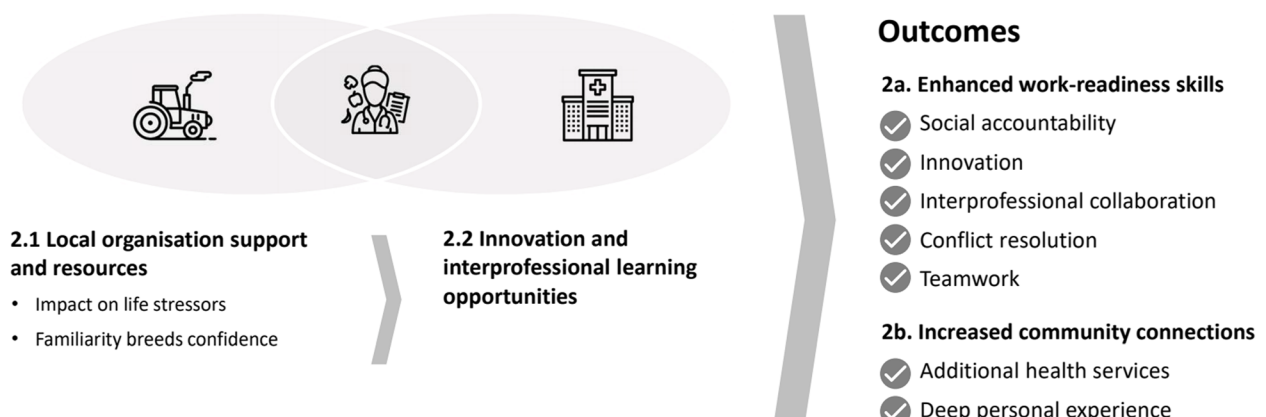 Outcomes
2a. Enhanced work-readiness skills
Social accountability
Innovation
Interprofessional collaboration
Conflict resolution
Teamwork
2b. Increased community connections
Additional health services
Deep personal experience
2.1 Local organisation support
and resources
• Impact on life stressors
• Familiarity breeds confidence
2.2 Innovation and
interprofessional learning
opportunities